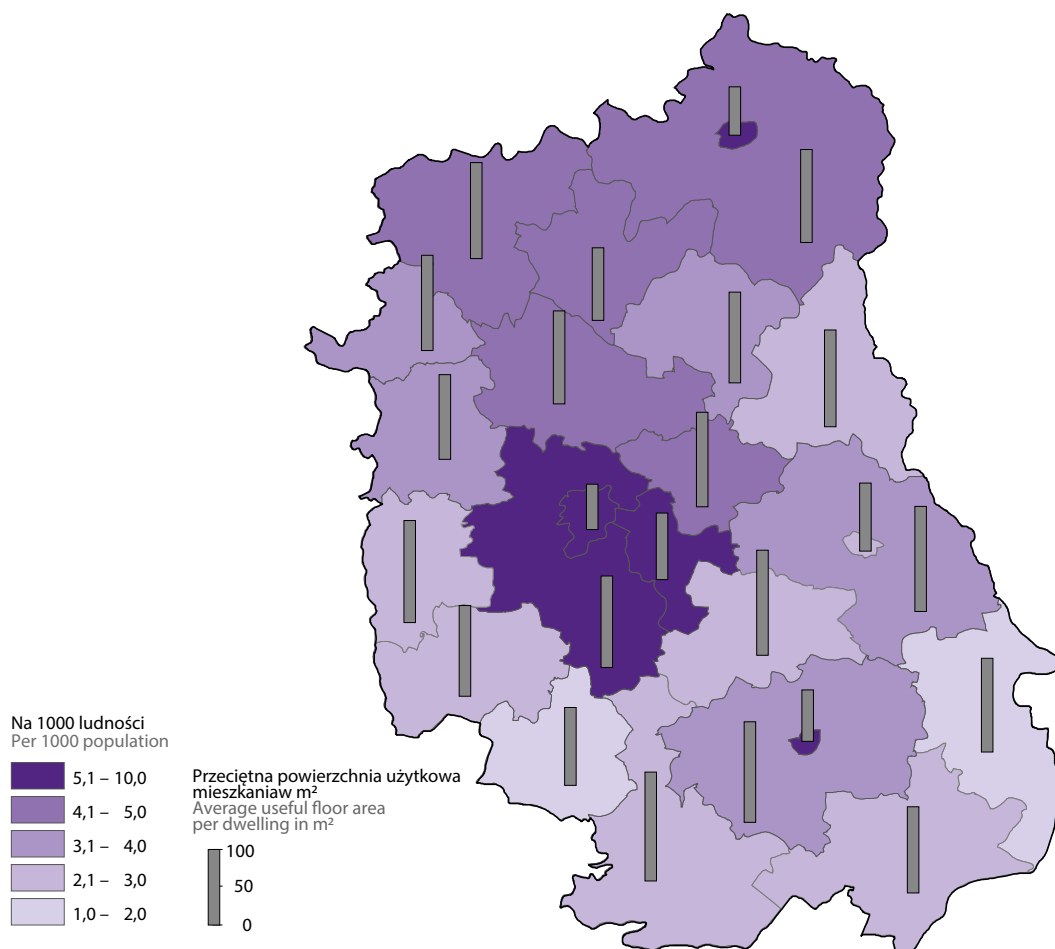 Na 1000 ludności
Per 1000 population
5,1 – 10,0
4,1 – 5,0
3,1 – 4,0
2,1 – 3,0
1,0 – 2,0
Przeciętna powierzchnia użytkowa
mieszkaniaw m²
Average useful floor area
per dwelling in m²
100
50
0